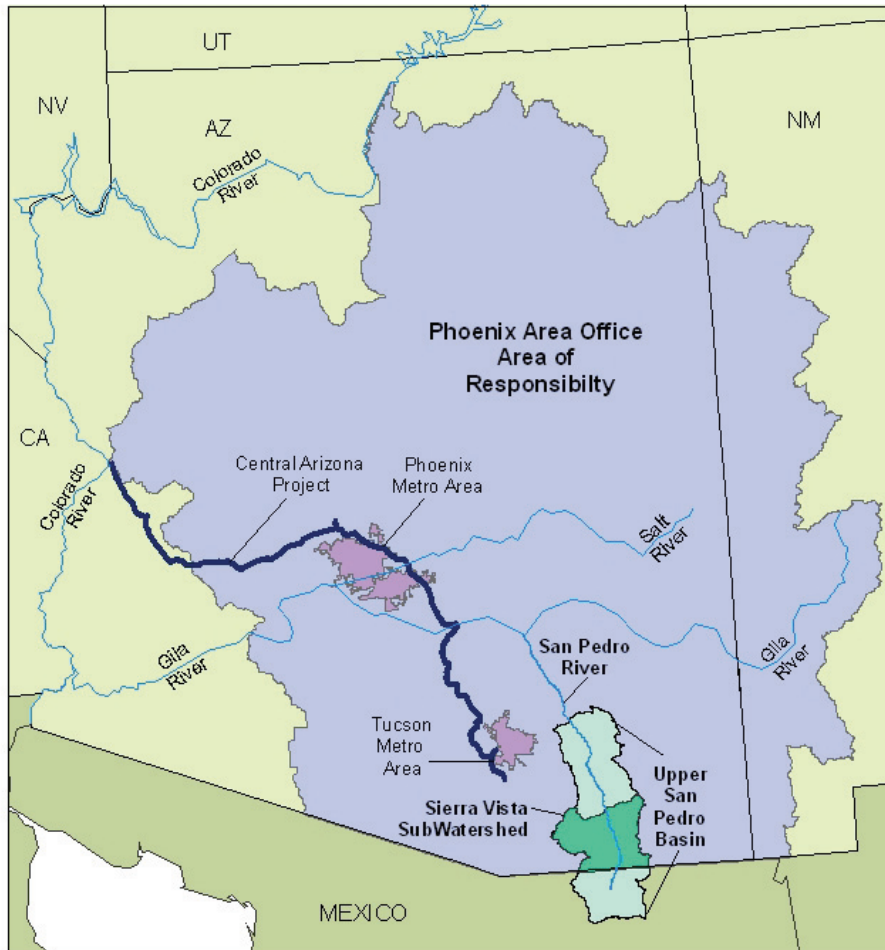 UT
NV
AZ
NM
Colorado
River
Phoenix Area Office
Area of
Responsibilty
CA
Central Arizona
Project
Phoenix
Metro Area
Colorado
River
Salt
River
Gila
River
San Pedro
River
Gila
River
Tucson
Metro
Area
Sierra Vista
SubWatershed
Upper
San
Pedro
Basin
MEXICO